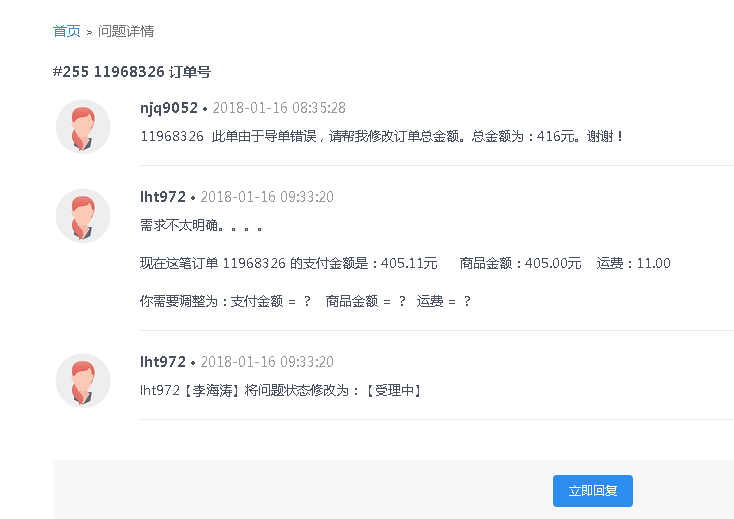 首页 » 问题详情
#255 11968326 订单号
njq9052 • 2018-01-16 08:35:28
11968326 此单由于导单错误，请帮我修改订单总金额。总金额为：416元。谢谢！
lht972 • 2018-01-16 09:33:20
需求不太明确。。。。
现在这笔订单 11968326 的支付金额是：405.11元 商品金额：405.00元 运费：11.00
你需要调整为：支付金额 = ？ 商品金额 = ？ 运费 = ？
lht972 • 2018-01-16 09:33:20
lht972【李海涛】将问题状态修改为：【受理中】
立即回复